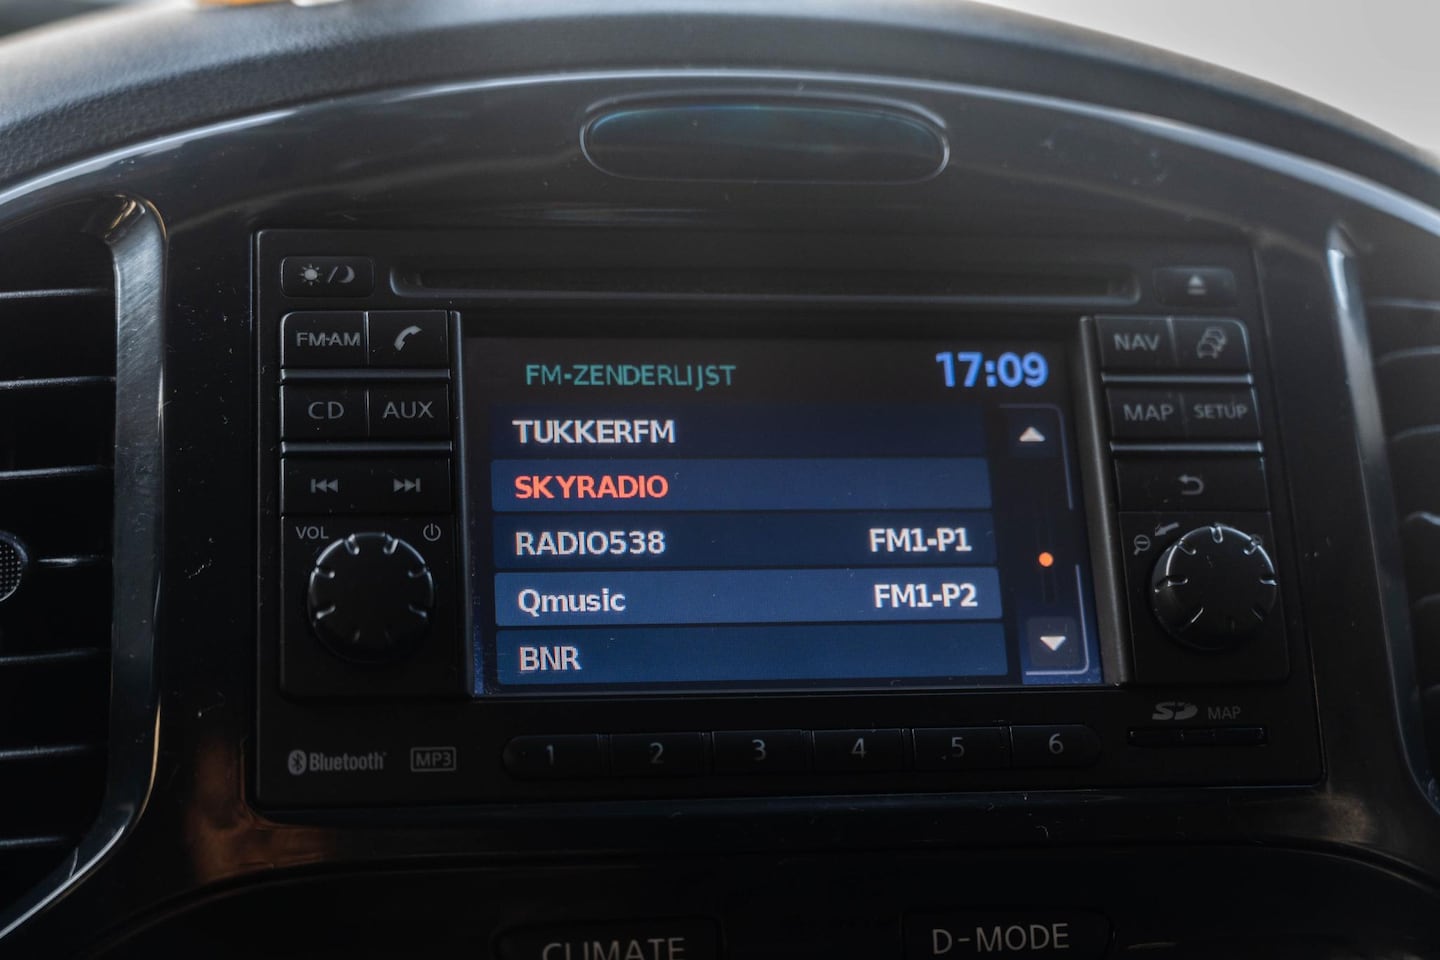 FM·AM
NAV
FM-ZENDERLIJST 17:09
CD AUX
MAP SETUP
TUKKERFM
SKYRADIO
RADIO538 FM1-P1
Qmusic FM1-P2
BNR
VOL
SD MAP
Bluetooth MP3
1 2 3 4 5 6
CLIMATE D-MODE